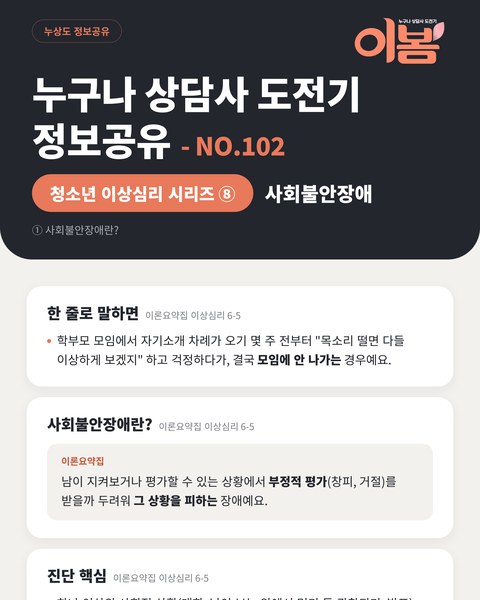 누상도 정보공유
누구나 상담사 도전기
이봄
누구나 상담사 도전기
정보공유 - NO.102
청소년 이상심리 시리즈 ⑧ 사회불안장애
① 사회불안장애란?
한 줄로 말하면 이론요약집 이상심리 6-5
• 학부모 모임에서 자기소개 차례가 오기 몇 주 전부터 "목소리 떨면 다들
이상하게 보겠지" 하고 걱정하다가, 결국 모임에 안 나가는 경우예요.
사회불안장애란? 이론요약집 이상심리 6-5
이론요약집
남이 지켜보거나 평가할 수 있는 상황에서 부정적 평가(창피, 거절)를
받을까 두려워 그 상황을 피하는 장애예요.
진단 핵심 이론요약집 이상심리 6-5